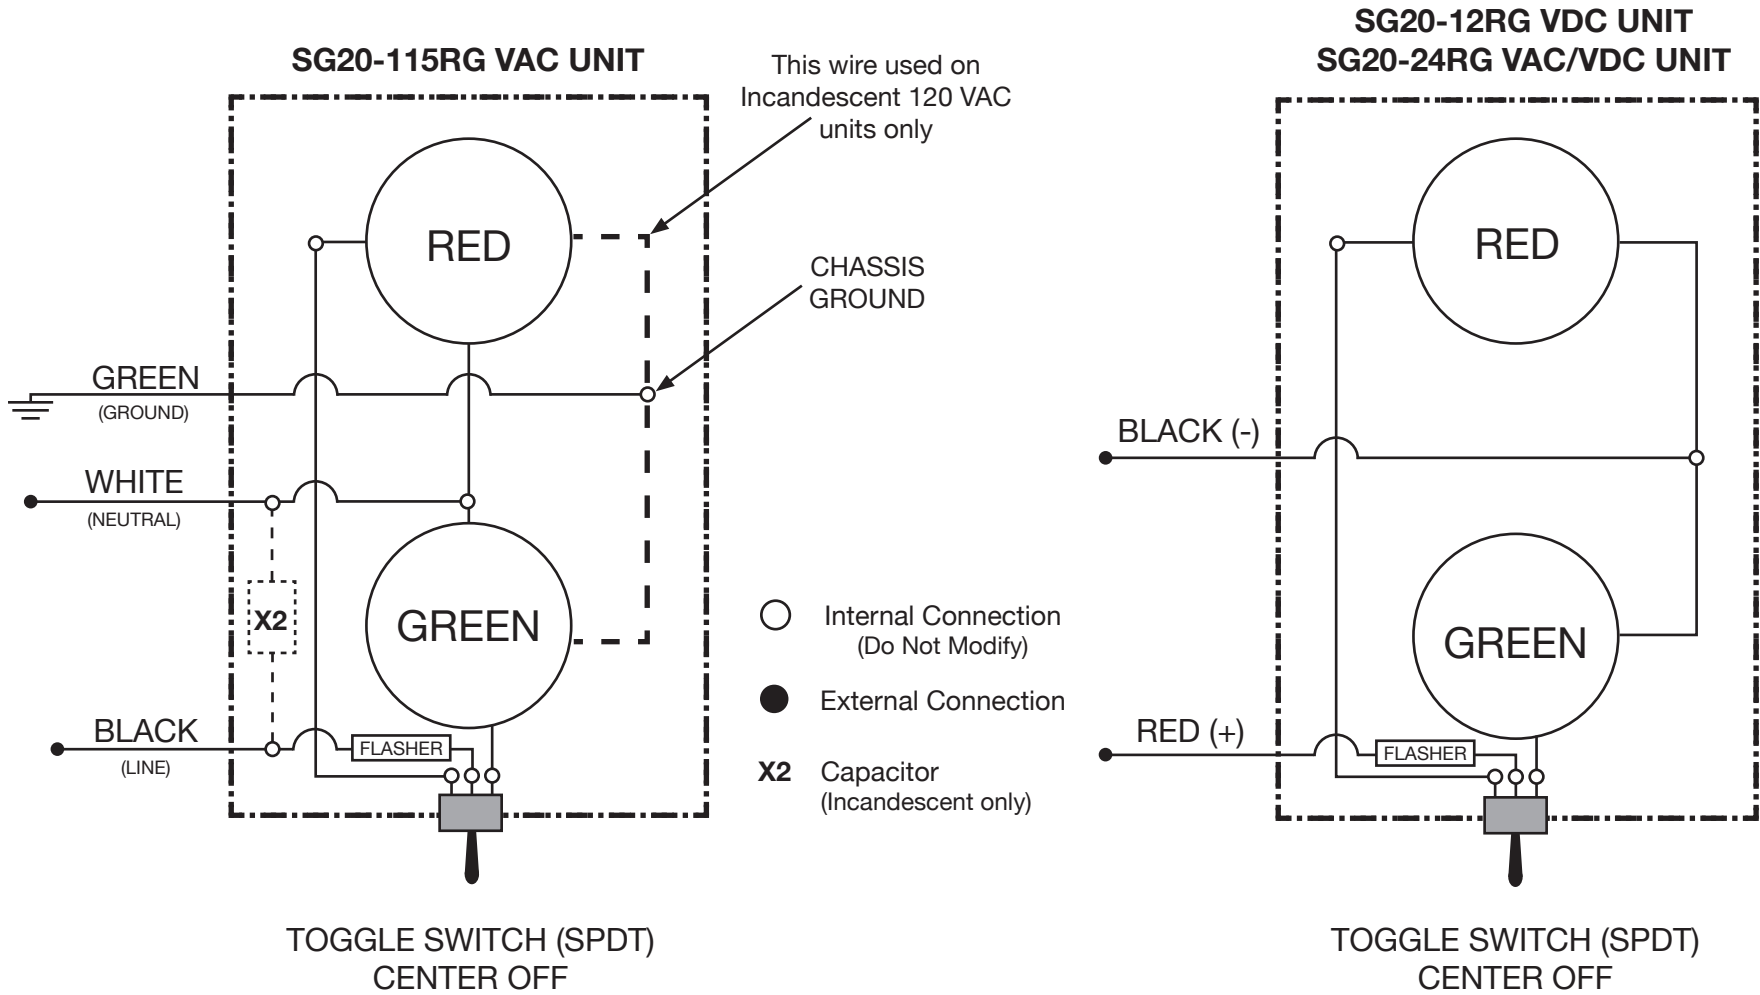 SG20-115RG VAC UNIT
This wire used on
Incandescent 120 VAC
units only
RED
CHASSIS
GROUND
GREEN
(GROUND)
WHITE
(NEUTRAL)
X2
GREEN
BLACK
(LINE)
FLASHER
TOGGLE SWITCH (SPDT)
CENTER OFF
Internal Connection
(Do Not Modify)
External Connection
X2 Capacitor
(Incandescent only)
SG20-12RG VDC UNIT
SG20-24RG VAC/VDC UNIT
RED
BLACK (-)
GREEN
RED (+)
FLASHER
TOGGLE SWITCH (SPDT)
CENTER OFF